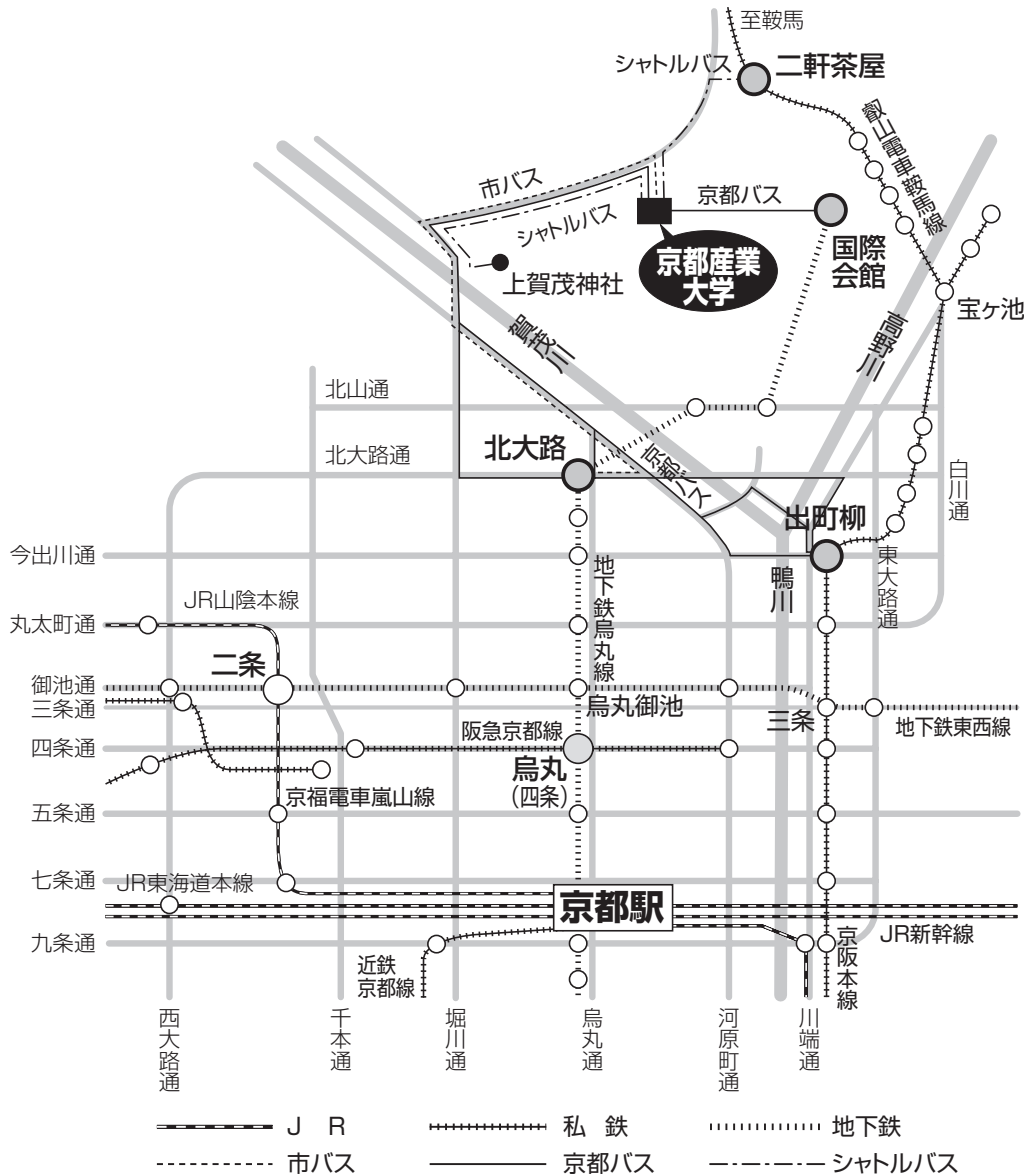 至鞍馬
シャトルバス
二軒茶屋
叡山電車鞍馬線
市バス
京都バス
シャトルバス
国際
会館
京都産業
大学
上賀茂神社
宝ヶ池
賀茂川
高野川
北山通
北大路
北大路通
京都バス
白川通
出町柳
今出川通
地下鉄烏丸線
鴨川
東大路通
JR山陰本線
丸太町通
二条
御池通
烏丸御池
三条通
三条
地下鉄東西線
阪急京都線
四条通
烏丸
(四条)
京福電車嵐山線
五条通
七条通
JR東海道本線
京都駅
JR新幹線
九条通
近鉄
京都線
京阪本線
西大路通
千本通
堀川通
烏丸通
河原町通
川端通
J R
私 鉄
地下鉄
市バス
京都バス
シャトルバス